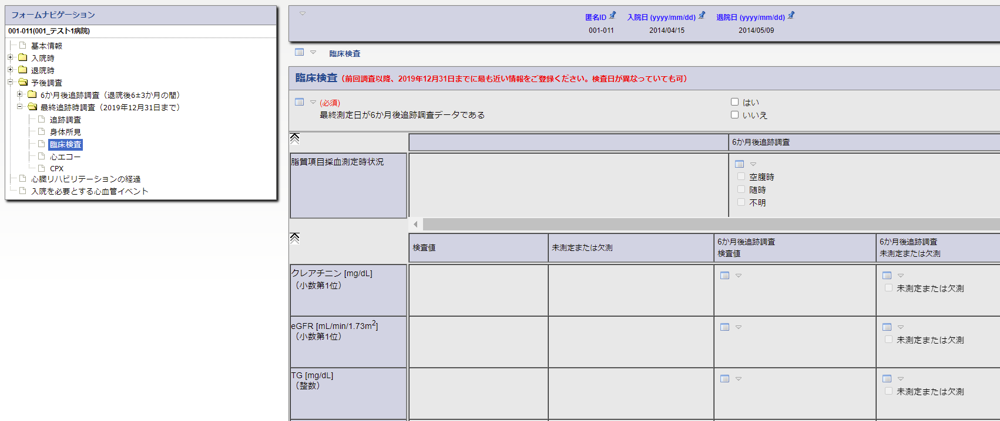 フォームナビゲーション
001-011(001_テスト1病院)
基本情報
入院時
退院時
予後調査
6か月後追跡調査（退院後6±3か月の間）
最終追跡時調査（2019年12月31日まで）
追跡調査
身体所見
臨床検査
心エコー
CPX
心臓リハビリテーションの経過
入院を必要とする心血管イベント
匿名ID 入院日 (yyyy/mm/dd) 退院日 (yyyy/mm/dd)
001-011 2014/04/15 2014/05/09
臨床検査
臨床検査（前回調査以降、2019年12月31日までに最も近い情報をご登録ください。検査日が異なっていても可）
(必須)
最終測定日が6か月後追跡調査データである
はい
いいえ
6か月後追跡調査
脂質項目採血測定時状況
空腹時
随時
不明
検査値 未測定または欠測 6か月後追跡調査 6か月後追跡調査
検査値 未測定または欠測
クレアチニン [mg/dL]
（小数第1位）
未測定または欠測
eGFR [mL/min/1.73m2]
（小数第1位）
未測定または欠測
TG [mg/dL]
（整数）
未測定または欠測